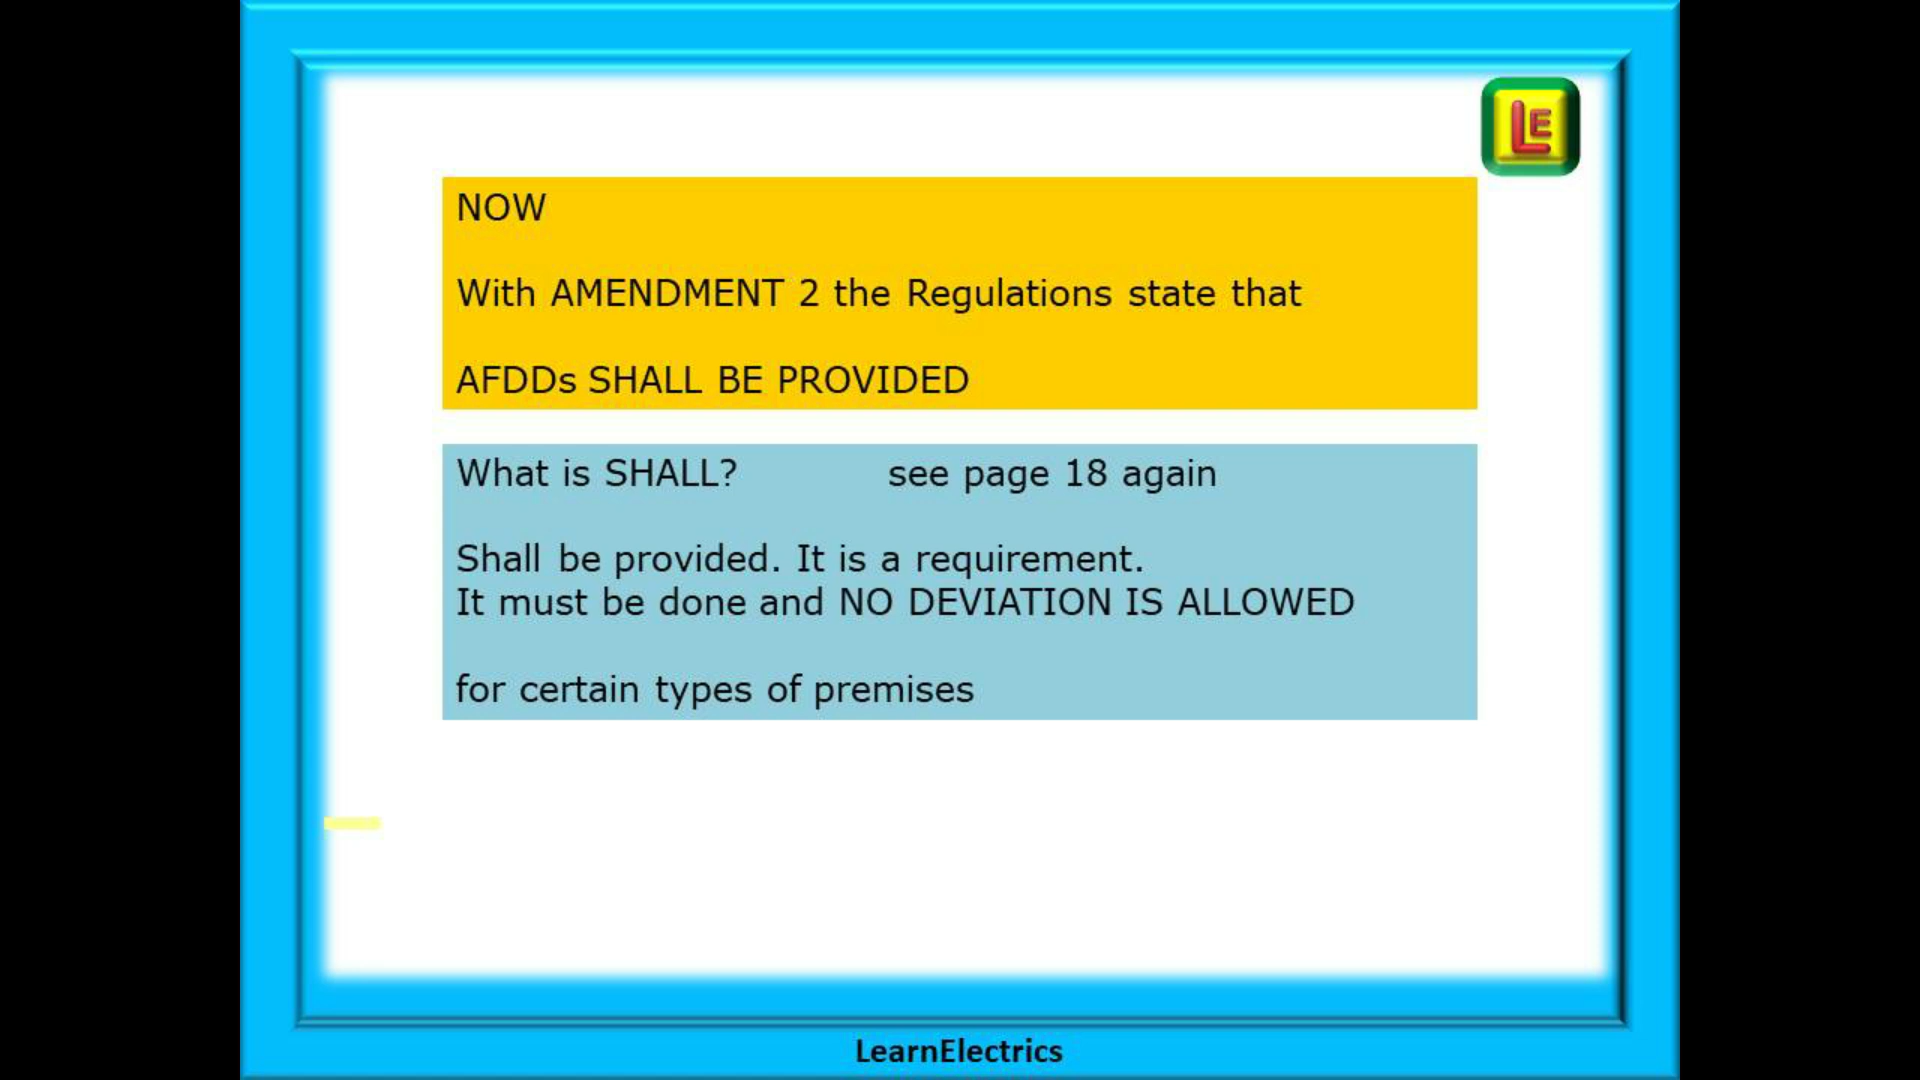 LE
NOW
With AMENDMENT 2 the Regulations state that
AFDDs SHALL BE PROVIDED
What is SHALL? see page 18 again
Shall be provided. It is a requirement.
It must be done and NO DEVIATION IS ALLOWED
for certain types of premises
LearnElectrics